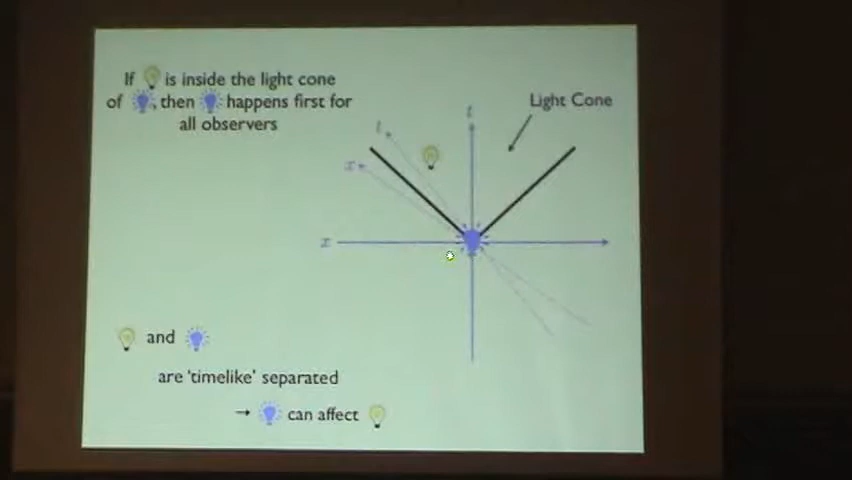 If is inside the light cone
of , then happens first for
all observers
Light Cone
t
t
x
x
and
are 'timelike' separated
→ can affect